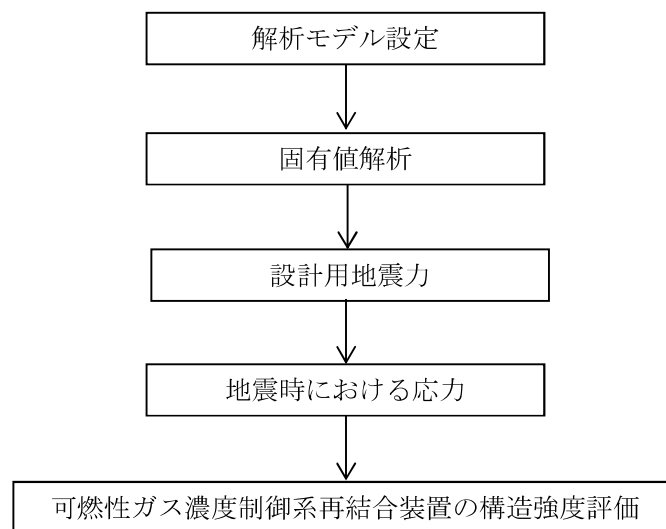 解析モデル設定
固有値解析
設計用地震力
地震時における応力
可燃性ガス濃度制御系再結合装置の構造強度評価